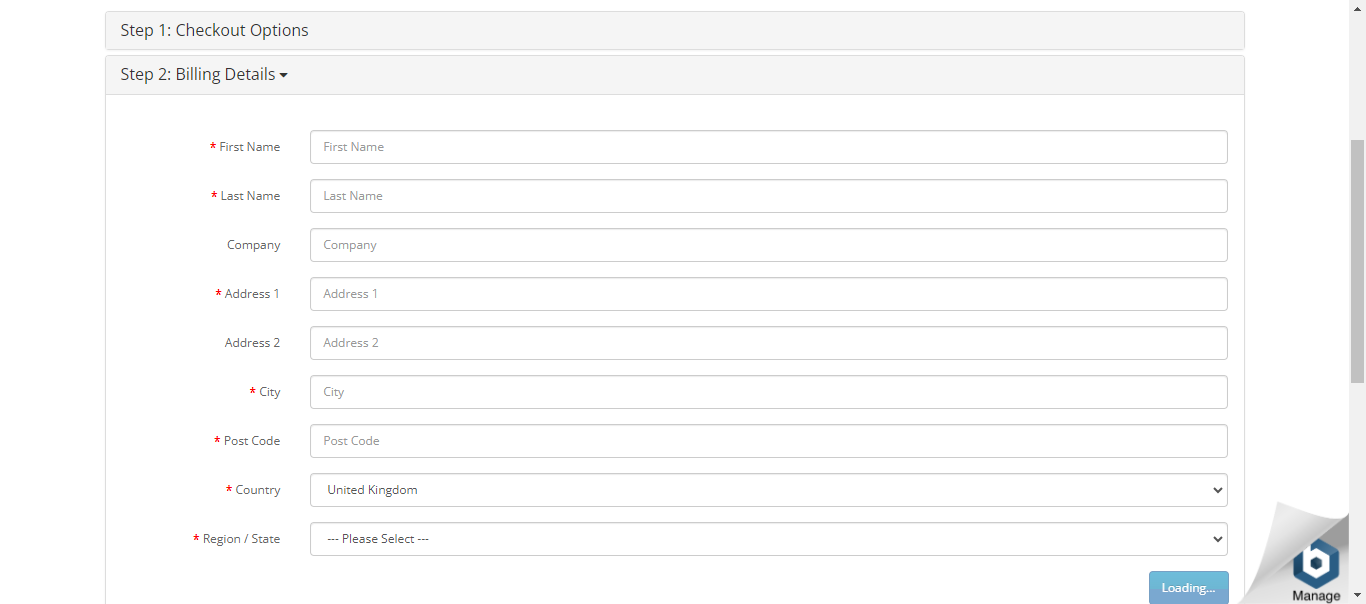 Step 1: Checkout Options
Step 2: Billing Details
* First Name First Name
* Last Name Last Name
Company Company
* Address 1 Address 1
Address 2 Address 2
* City City
* Post Code Post Code
* Country United Kingdom
* Region / State --- Please Select ---
Loading...
b
Manage